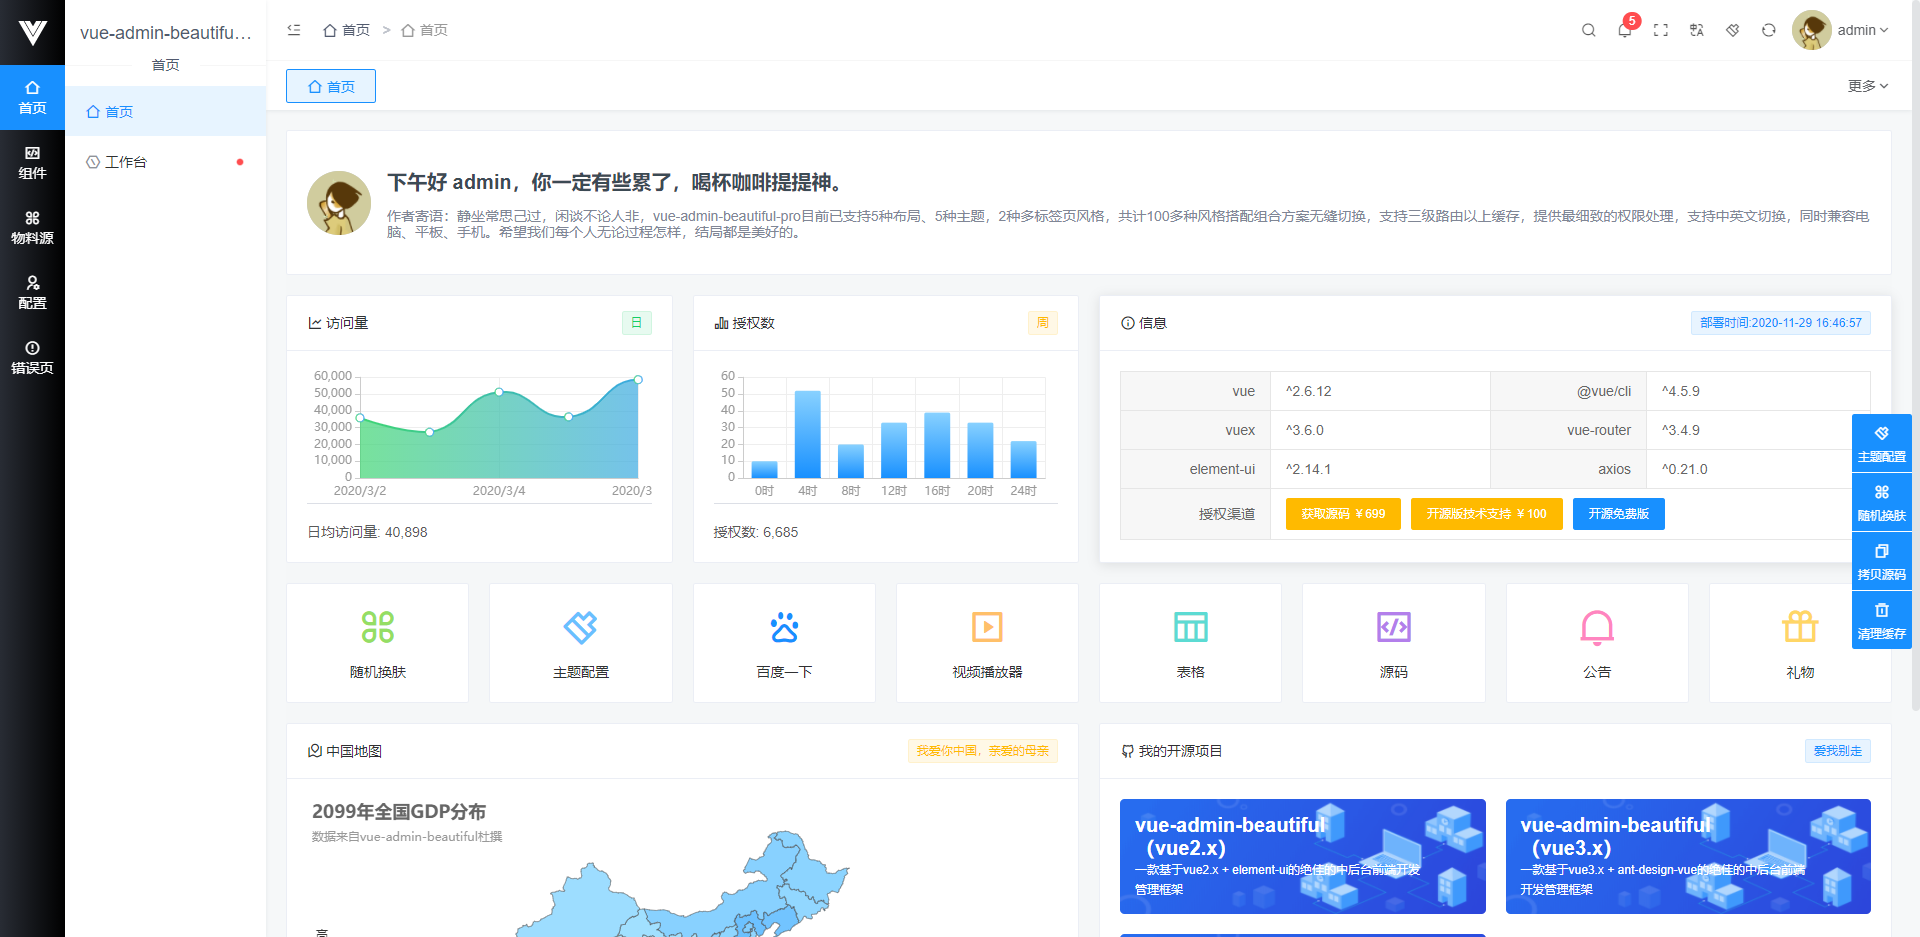 vue-admin-beautifu...
首页
首页
组件
物料源
配置
错误页
首页
首页
工作台
首页 > 首页
5
admin
首页
更多
下午好 admin，你一定有些累了，喝杯咖啡提提神。
作者寄语：静坐常思己过，闲谈不论人非，vue-admin-beautiful-pro目前已支持5种布局、5种主题，2种多标签页风格，共计100多种风格搭配组合方案无缝切换，支持三级路由以上缓存，提供最细致的权限处理，支持中英文切换，同时兼容电
脑、平板、手机。希望我们每个人无论过程怎样，结局都是美好的。
访问量 日
60,000
50,000
40,000
30,000
20,000
10,000
0
2020/3/2 2020/3/4 2020/3
日均访问量: 40,898
授权数 周
60
50
40
30
20
10
0
0时 4时 8时 12时 16时 20时 24时
授权数: 6,685
信息 部署时间:2020-11-29 16:46:57
vue ^2.6.12 @vue/cli ^4.5.9
vuex ^3.6.0 vue-router ^3.4.9
element-ui ^2.14.1 axios ^0.21.0
授权渠道 获取源码 ￥699 开源版技术支持 ￥100 开源免费版
主题配置
随机换肤
拷贝源码
清理缓存
随机换肤 主题配置 百度一下 视频播放器 表格 源码 公告 礼物
中国地图 我爱你中国，亲爱的母亲
2099年全国GDP分布
数据来自vue-admin-beautiful杜撰
高
我的开源项目 爱我别走
vue-admin-beautiful
（vue2.x）
一款基于vue2.x + element-ui的绝佳的中后台前端开发
管理框架
vue-admin-beautiful
（vue3.x）
一款基于vue3.x + ant-design-vue的绝佳的中后台前端
开发管理框架